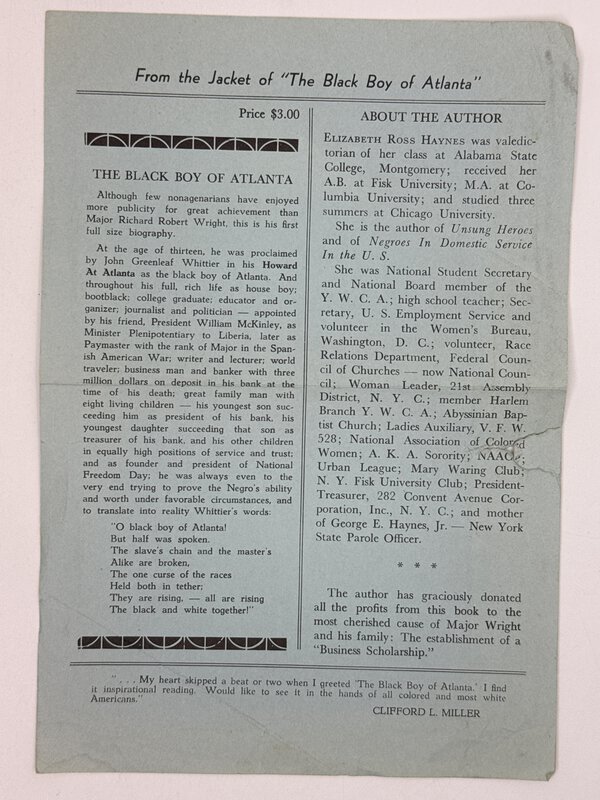 From the Jacket of "The Black Boy of Atlanta"
Price $3.00
THE BLACK BOY OF ATLANTA
Although few nonagenarians have enjoyed
more publicity for great achievement than
Major Richard Robert Wright, this is his first
full size biography.
At the age of thirteen, he was proclaimed
by John Greenleaf Whittier in his Howard
At Atlanta as the black boy of Atlanta. And
throughout his full, rich life as house boy;
bootblack; college graduate; educator and or-
ganizer; journalist and politician — appointed
by his friend, President William McKinley, as
Minister Plenipotentiary to Liberia, later as
Paymaster with the rank of Major in the Span-
ish American War; writer and lecturer; world
traveler; business man and banker with three
million dollars on deposit in his bank at the
time of his death; great family man with
eight living children — his youngest son suc-
ceeding him as president of his bank, his
youngest daughter succeeding that son as
treasurer of his bank, and his other children
in equally high positions of service and trust;
and as founder and president of National
Freedom Day; he was always even to the
very end trying to prove the Negro's ability
and worth under favorable circumstances, and
to translate into reality Whittier's words:
"O black boy of Atlanta!
But half was spoken.
The slave's chain and the master's
Alike are broken,
The one curse of the races
Held both in tether;
They are rising, — all are rising
The black and white together!"
ABOUT THE AUTHOR
ELIZABETH ROSS HAYNES was valedic-
torian of her class at Alabama State
College, Montgomery; received her
A.B. at Fisk University; M.A. at Co-
lumbia University; and studied three
summers at Chicago University.
She is the author of Unsung Heroes
and of Negroes In Domestic Service
In the U. S.
She was National Student Secretary
and National Board member of the
Y. W. C. A.; high school teacher; Sec-
retary, U. S. Employment Service and
volunteer in the Women's Bureau,
Washington, D. C.; volunteer, Race
Relations Department, Federal Coun-
cil of Churches — now National Coun-
cil; Woman Leader, 21st Assembly
District, N. Y. C.; member Harlem
Branch Y. W. C. A.; Abyssinian Bap-
tist Church; Ladies Auxiliary, V. F. W.
528; National Association of Colored
Women; A. K. A. Sorority; NAACP;
Urban League; Mary Waring Club;
N. Y. Fisk University Club; President-
Treasurer, 282 Convent Avenue Cor-
poration, Inc., N. Y. C.; and mother
of George E. Haynes, Jr. — New York
State Parole Officer.
* * *
The author has graciously donated
all the profits from this book to the
most cherished cause of Major Wright
and his family: The establishment of a
"Business Scholarship."
". . . My heart skipped a beat or two when I greeted 'The Black Boy of Atlanta.' I find
it inspirational reading. Would like to see it in the hands of all colored and most white
Americans."
CLIFFORD L. MILLER